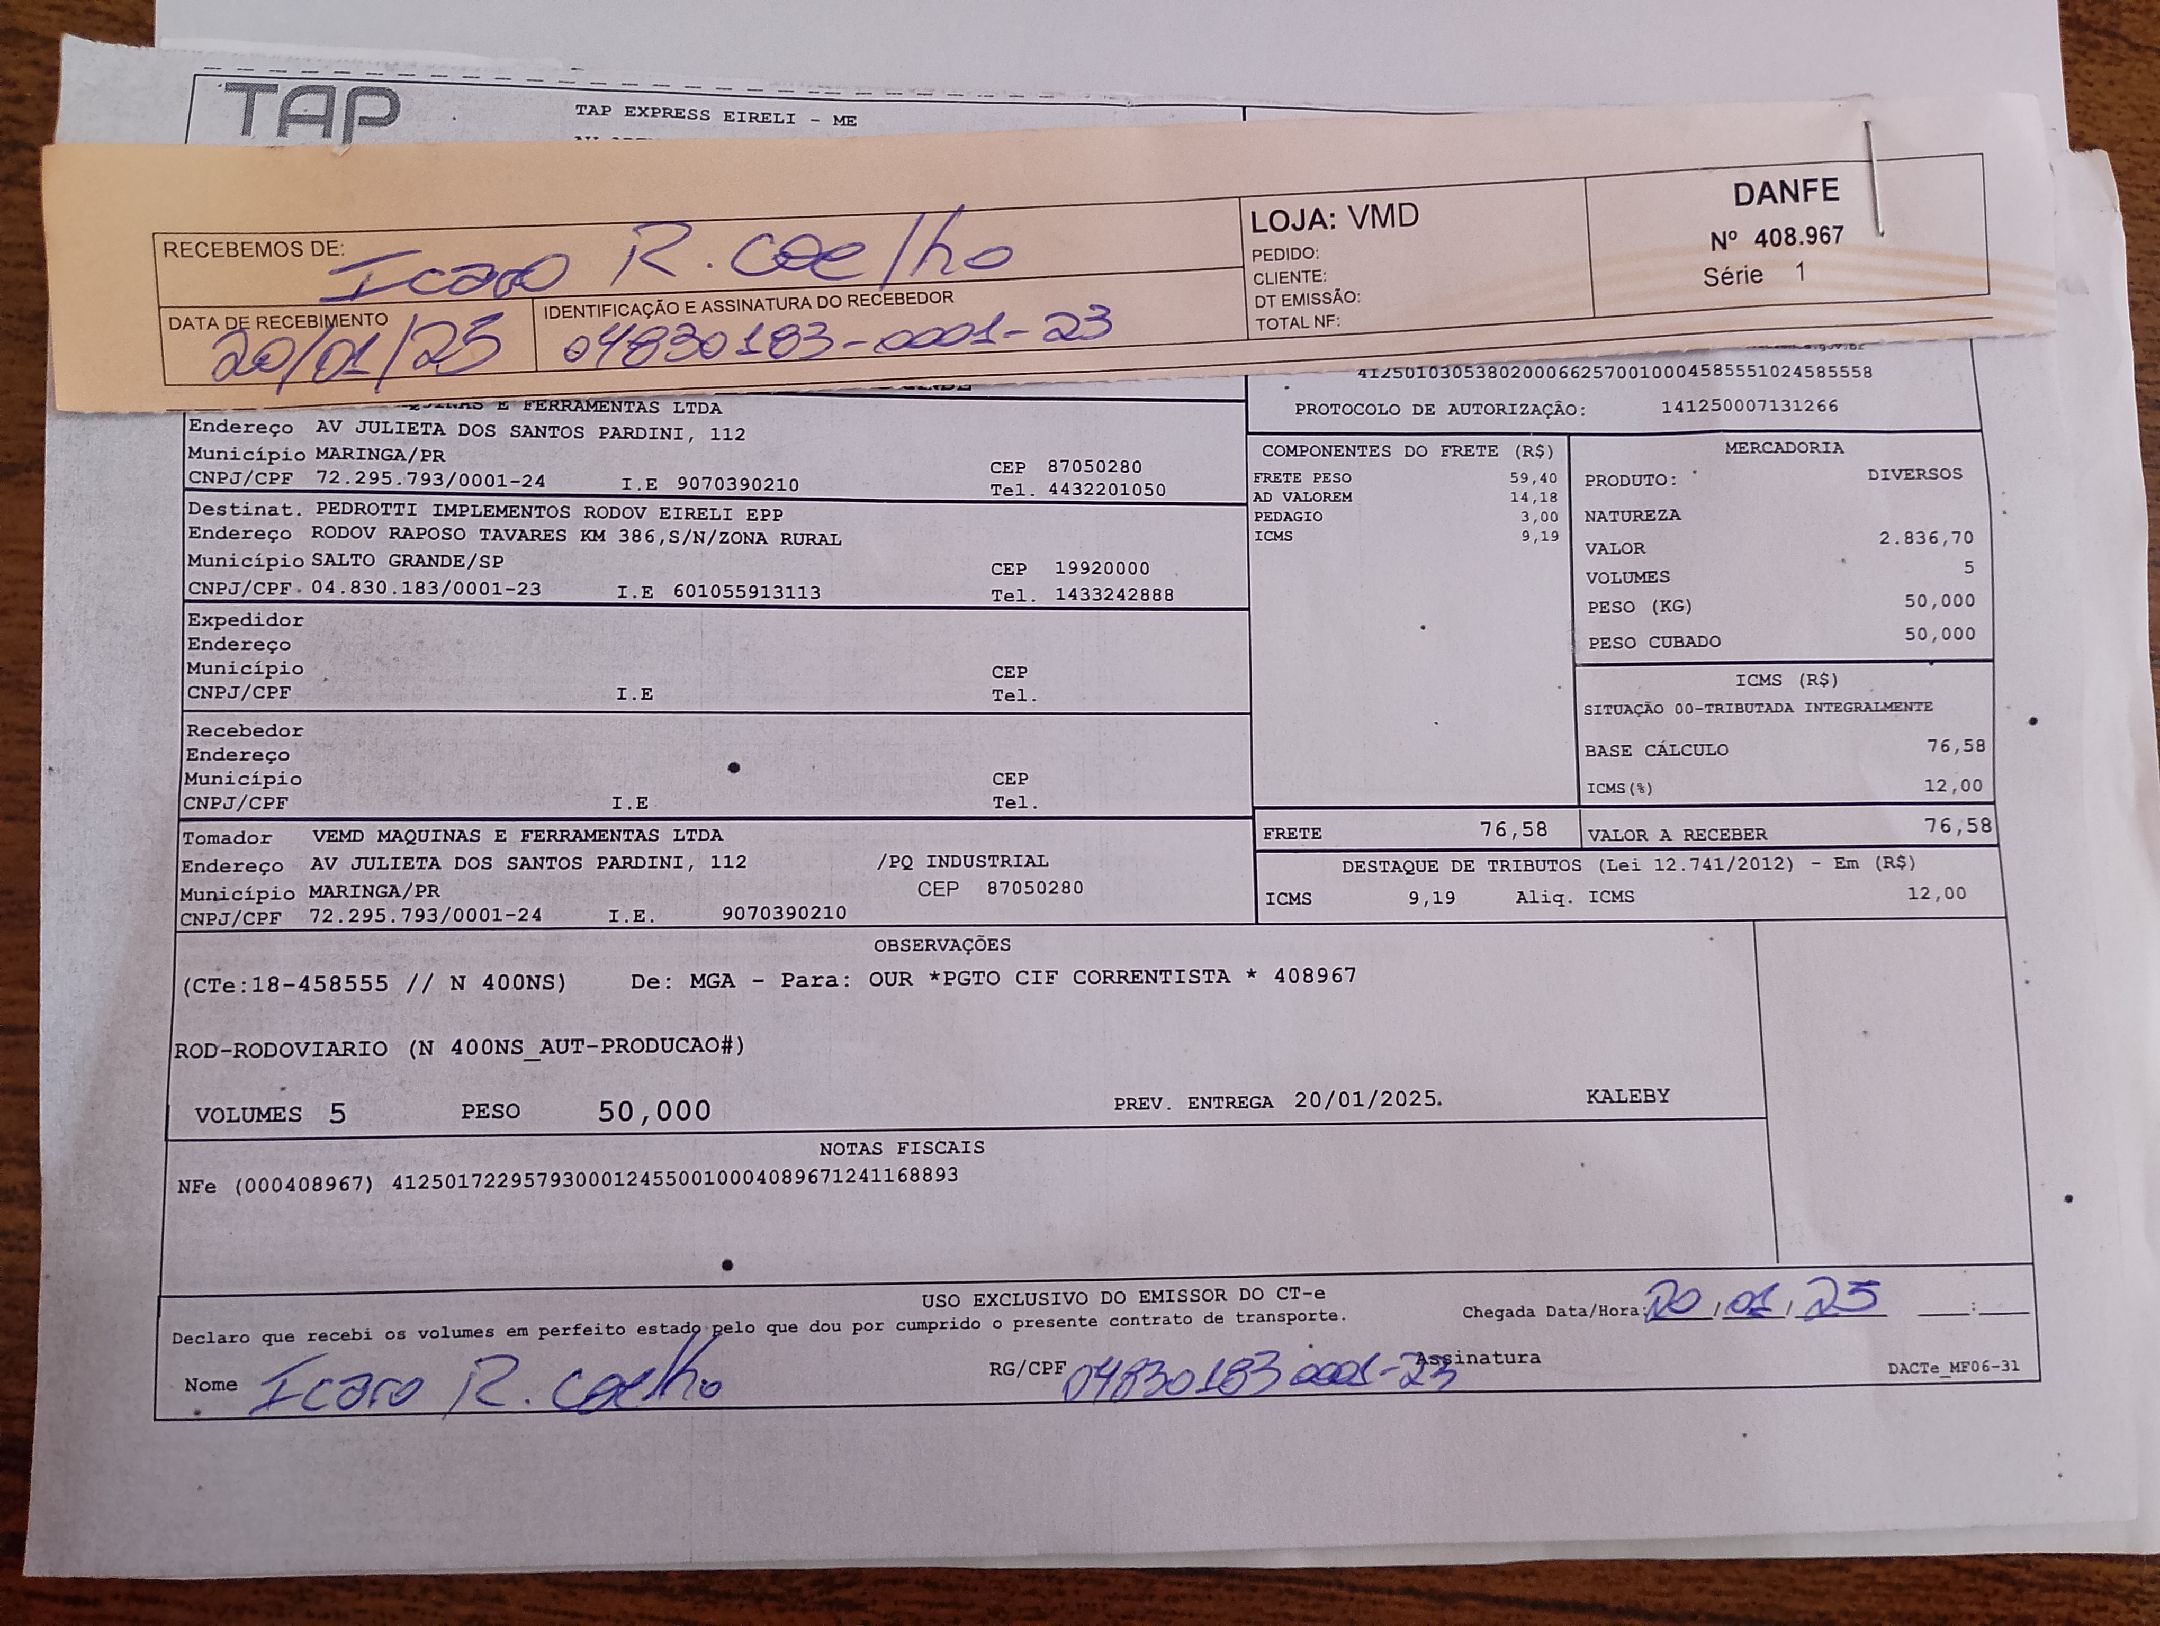 TAP
TAP EXPRESS EIRELI - ME
RECEBEMOS DE: Icaro R. Coelho
DATA DE RECEBIMENTO
20/01/25
IDENTIFICAÇÃO E ASSINATURA DO RECEBEDOR
04830183-0001-23
LOJA: VMD
PEDIDO:
CLIENTE:
DT EMISSÃO:
TOTAL NF:
DANFE
Nº 408.967
Série 1
41250103053802000662570010004585551024585558
PROTOCOLO DE AUTORIZAÇÃO: 141250007131266
E FERRAMENTAS LTDA
Endereço AV JULIETA DOS SANTOS PARDINI, 112
Município MARINGA/PR CEP 87050280
CNPJ/CPF 72.295.793/0001-24 I.E 9070390210 Tel. 4432201050
Destinat. PEDROTTI IMPLEMENTOS RODOV EIRELI EPP
Endereço RODOV RAPOSO TAVARES KM 386,S/N/ZONA RURAL
Município SALTO GRANDE/SP CEP 19920000
CNPJ/CPF 04.830.183/0001-23 I.E 601055913113 Tel. 1433242888
Expedidor
Endereço
Município CEP
CNPJ/CPF I.E Tel.
Recebedor
Endereço
Município CEP
CNPJ/CPF I.E Tel.
Tomador VEMD MAQUINAS E FERRAMENTAS LTDA
Endereço AV JULIETA DOS SANTOS PARDINI, 112 /PQ INDUSTRIAL
Município MARINGA/PR CEP 87050280
CNPJ/CPF 72.295.793/0001-24 I.E. 9070390210
COMPONENTES DO FRETE (R$)
FRETE PESO 59,40
AD VALOREM 14,18
PEDAGIO 3,00
ICMS 9,19
MERCADORIA
PRODUTO: DIVERSOS
NATUREZA
VALOR 2.836,70
VOLUMES 5
PESO (KG) 50,000
PESO CUBADO 50,000
ICMS (R$)
SITUAÇÃO 00-TRIBUTADA INTEGRALMENTE
BASE CÁLCULO 76,58
ICMS(%) 12,00
FRETE 76,58 VALOR A RECEBER 76,58
DESTAQUE DE TRIBUTOS (Lei 12.741/2012) - Em (R$)
ICMS 9,19 Aliq. ICMS 12,00
OBSERVAÇÕES
(CTe:18-458555 // N 400NS) De: MGA - Para: OUR *PGTO CIF CORRENTISTA * 408967
ROD-RODOVIARIO (N 400NS_AUT-PRODUCAO#)
VOLUMES 5 PESO 50,000 PREV. ENTREGA 20/01/2025. KALEBY
NOTAS FISCAIS
NFe (000408967) 41250172295793000124550010004089671241168893
USO EXCLUSIVO DO EMISSOR DO CT-e
Declaro que recebi os volumes em perfeito estado pelo que dou por cumprido o presente contrato de transporte.
Chegada Data/Hora: 20/01/25 ___:___
Nome Icaro R. Coelho RG/CPF 04830183 0001-23 Assinatura
DACTe_MF06-31